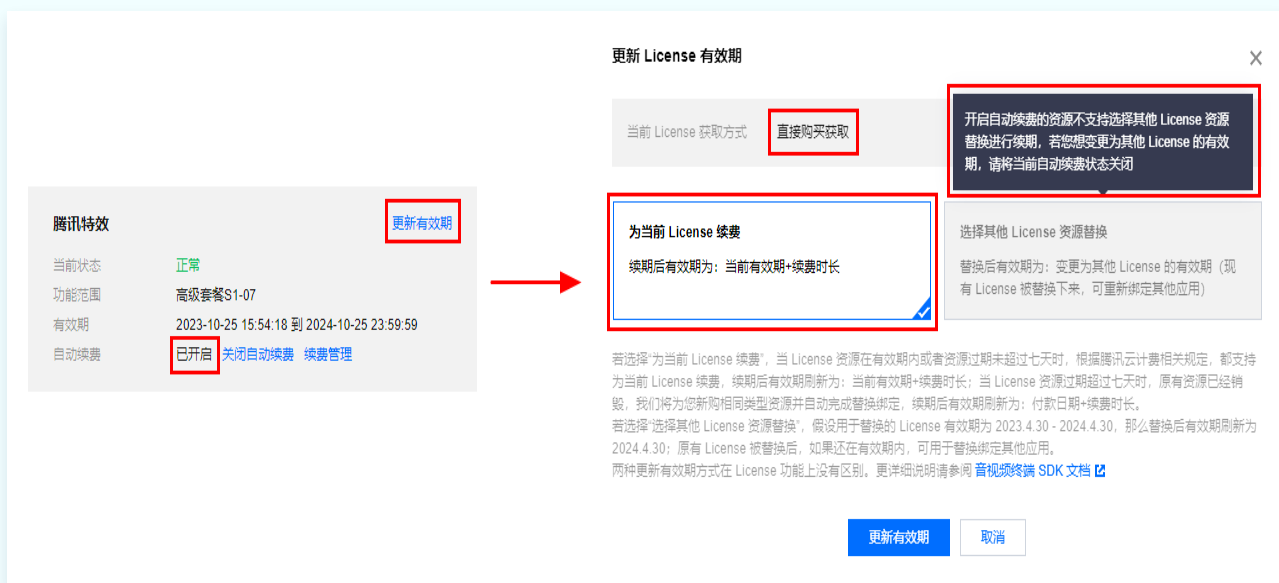 更新 License 有效期
当前 License 获取方式
直接购买获取
开启自动续费的资源不支持选择其他 License 资源
替换进行续期，若您想变更为其他 License 的有效
期，请将当前自动续费状态关闭
腾讯特效
更新有效期
当前状态
正常
功能范围
高级套餐S1-07
有效期
2023-10-25 15:54:18 到 2024-10-25 23:59:59
自动续费
已开启 关闭自动续费 续费管理
为当前 License 续费
续期后有效期为：当前有效期+续费时长
选择其他 License 资源替换
替换后有效期为：变更为其他 License 的有效期（现
有 License 被替换下来，可重新绑定其他应用）
若选择“为当前 License 续费”，当 License 资源在有效期内或者资源过期未超过七天时，根据腾讯云计费相关规定，都支持
为当前 License 续费，续期后有效期刷新为：当前有效期+续费时长；当 License 资源过期超过七天时，原有资源已经销
毁，我们将为您新购相同类型资源并自动完成替换绑定，续期后有效期刷新为：付款日期+续费时长。
若选择“选择其他 License 资源替换”，假设用于替换的 License 有效期为 2023.4.30 - 2024.4.30，那么替换后有效期刷新为
2024.4.30；原有 License 被替换后，如果还在有效期内，可用于替换绑定其他应用。
两种更新有效期方式在 License 功能上没有区别。更详细说明请参阅 音视频终端 SDK 文档
更新有效期
取消